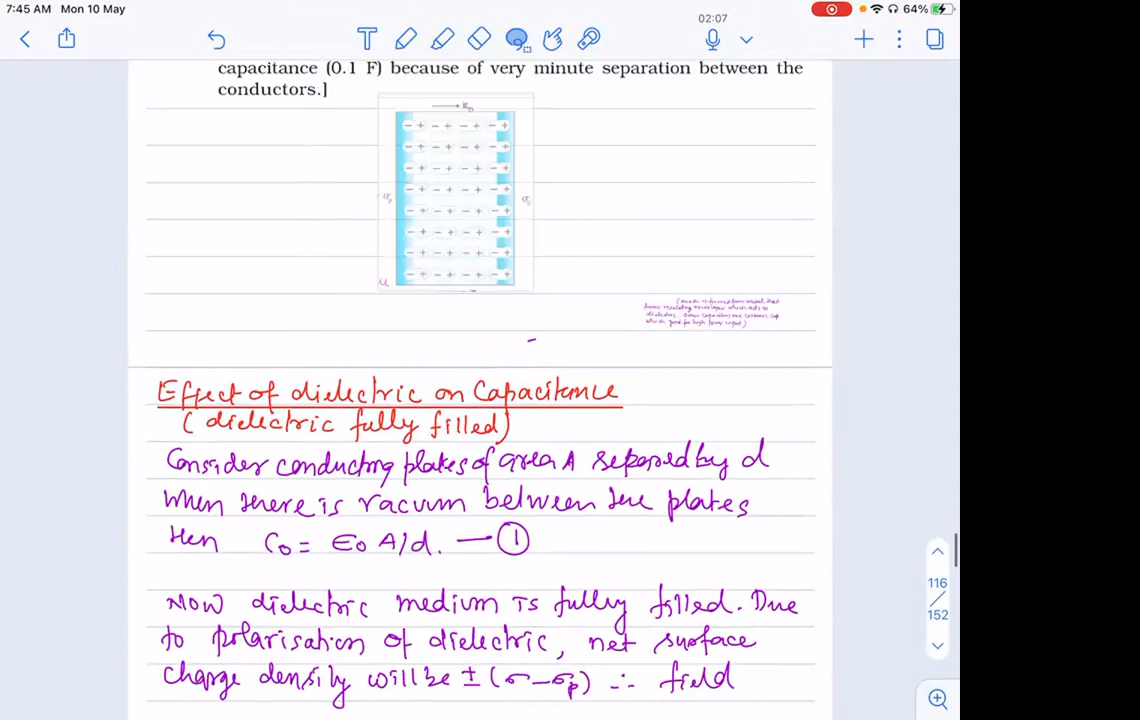 7:45 AM Mon 10 May
64%
02:07
T
capacitance (0.1 F) because of very minute separation between the
conductors.]
Effect of dielectric on Capacitance
(dielectric fully filled)
Consider conducting plates of area A separed by d
When there is vacuum between the plates
then C₀ = ε₀ A/d. — ①
Now dielectric medium is fully filled. Due
to polarisation of dielectric, net surface
charge density will be ± (σ - σp) ∴ field
116
/
152